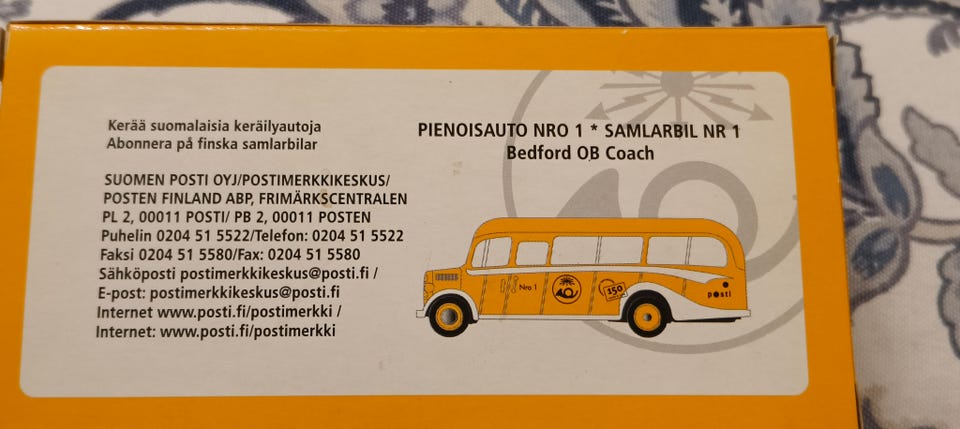 Kerää suomalaisia keräilyautoja
Abonnera på finska samlarbilar
SUOMEN POSTI OYJ/POSTIMERKKIKESKUS/
POSTEN FINLAND ABP, FRIMÄRKSCENTRALEN
PL 2, 00011 POSTI/ PB 2, 00011 POSTEN
Puhelin 0204 51 5522/Telefon: 0204 51 5522
Faksi 0204 51 5580/Fax: 0204 51 5580
Sähköposti postimerkkikeskus@posti.fi /
E-post: postimerkkikeskus@posti.fi
Internet www.posti.fi/postimerkki /
Internet: www.posti.fi/postimerkki
PIENOISAUTO NRO 1 * SAMLARBIL NR 1
Bedford OB Coach
Nro 1
150
posti